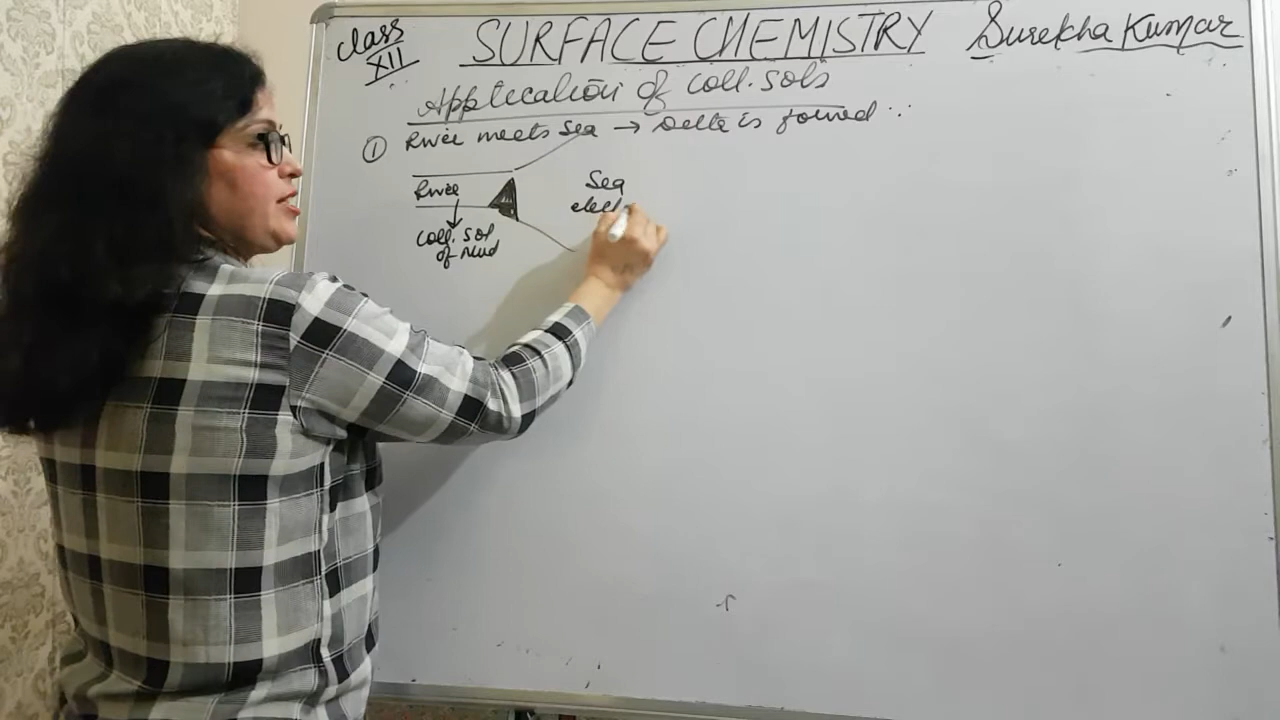 Class XII
SURFACE CHEMISTRY
Surekha Kumar
Application of coll. sols
① River meets sea → Delta is formed ∵
River
Sea
elect
coll. sol
of Mud